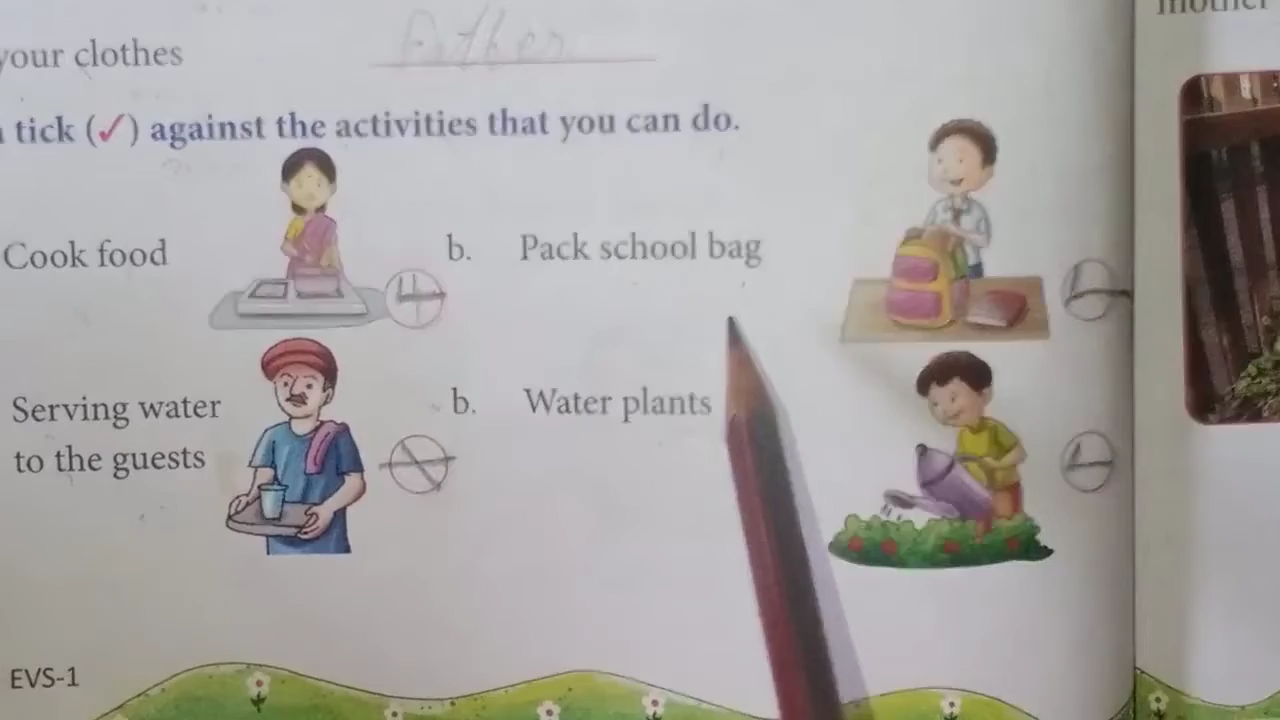 your clothes Father
tick (✓) against the activities that you can do.
Cook food b. Pack school bag
Serving water b. Water plants
to the guests
EVS-1
mother